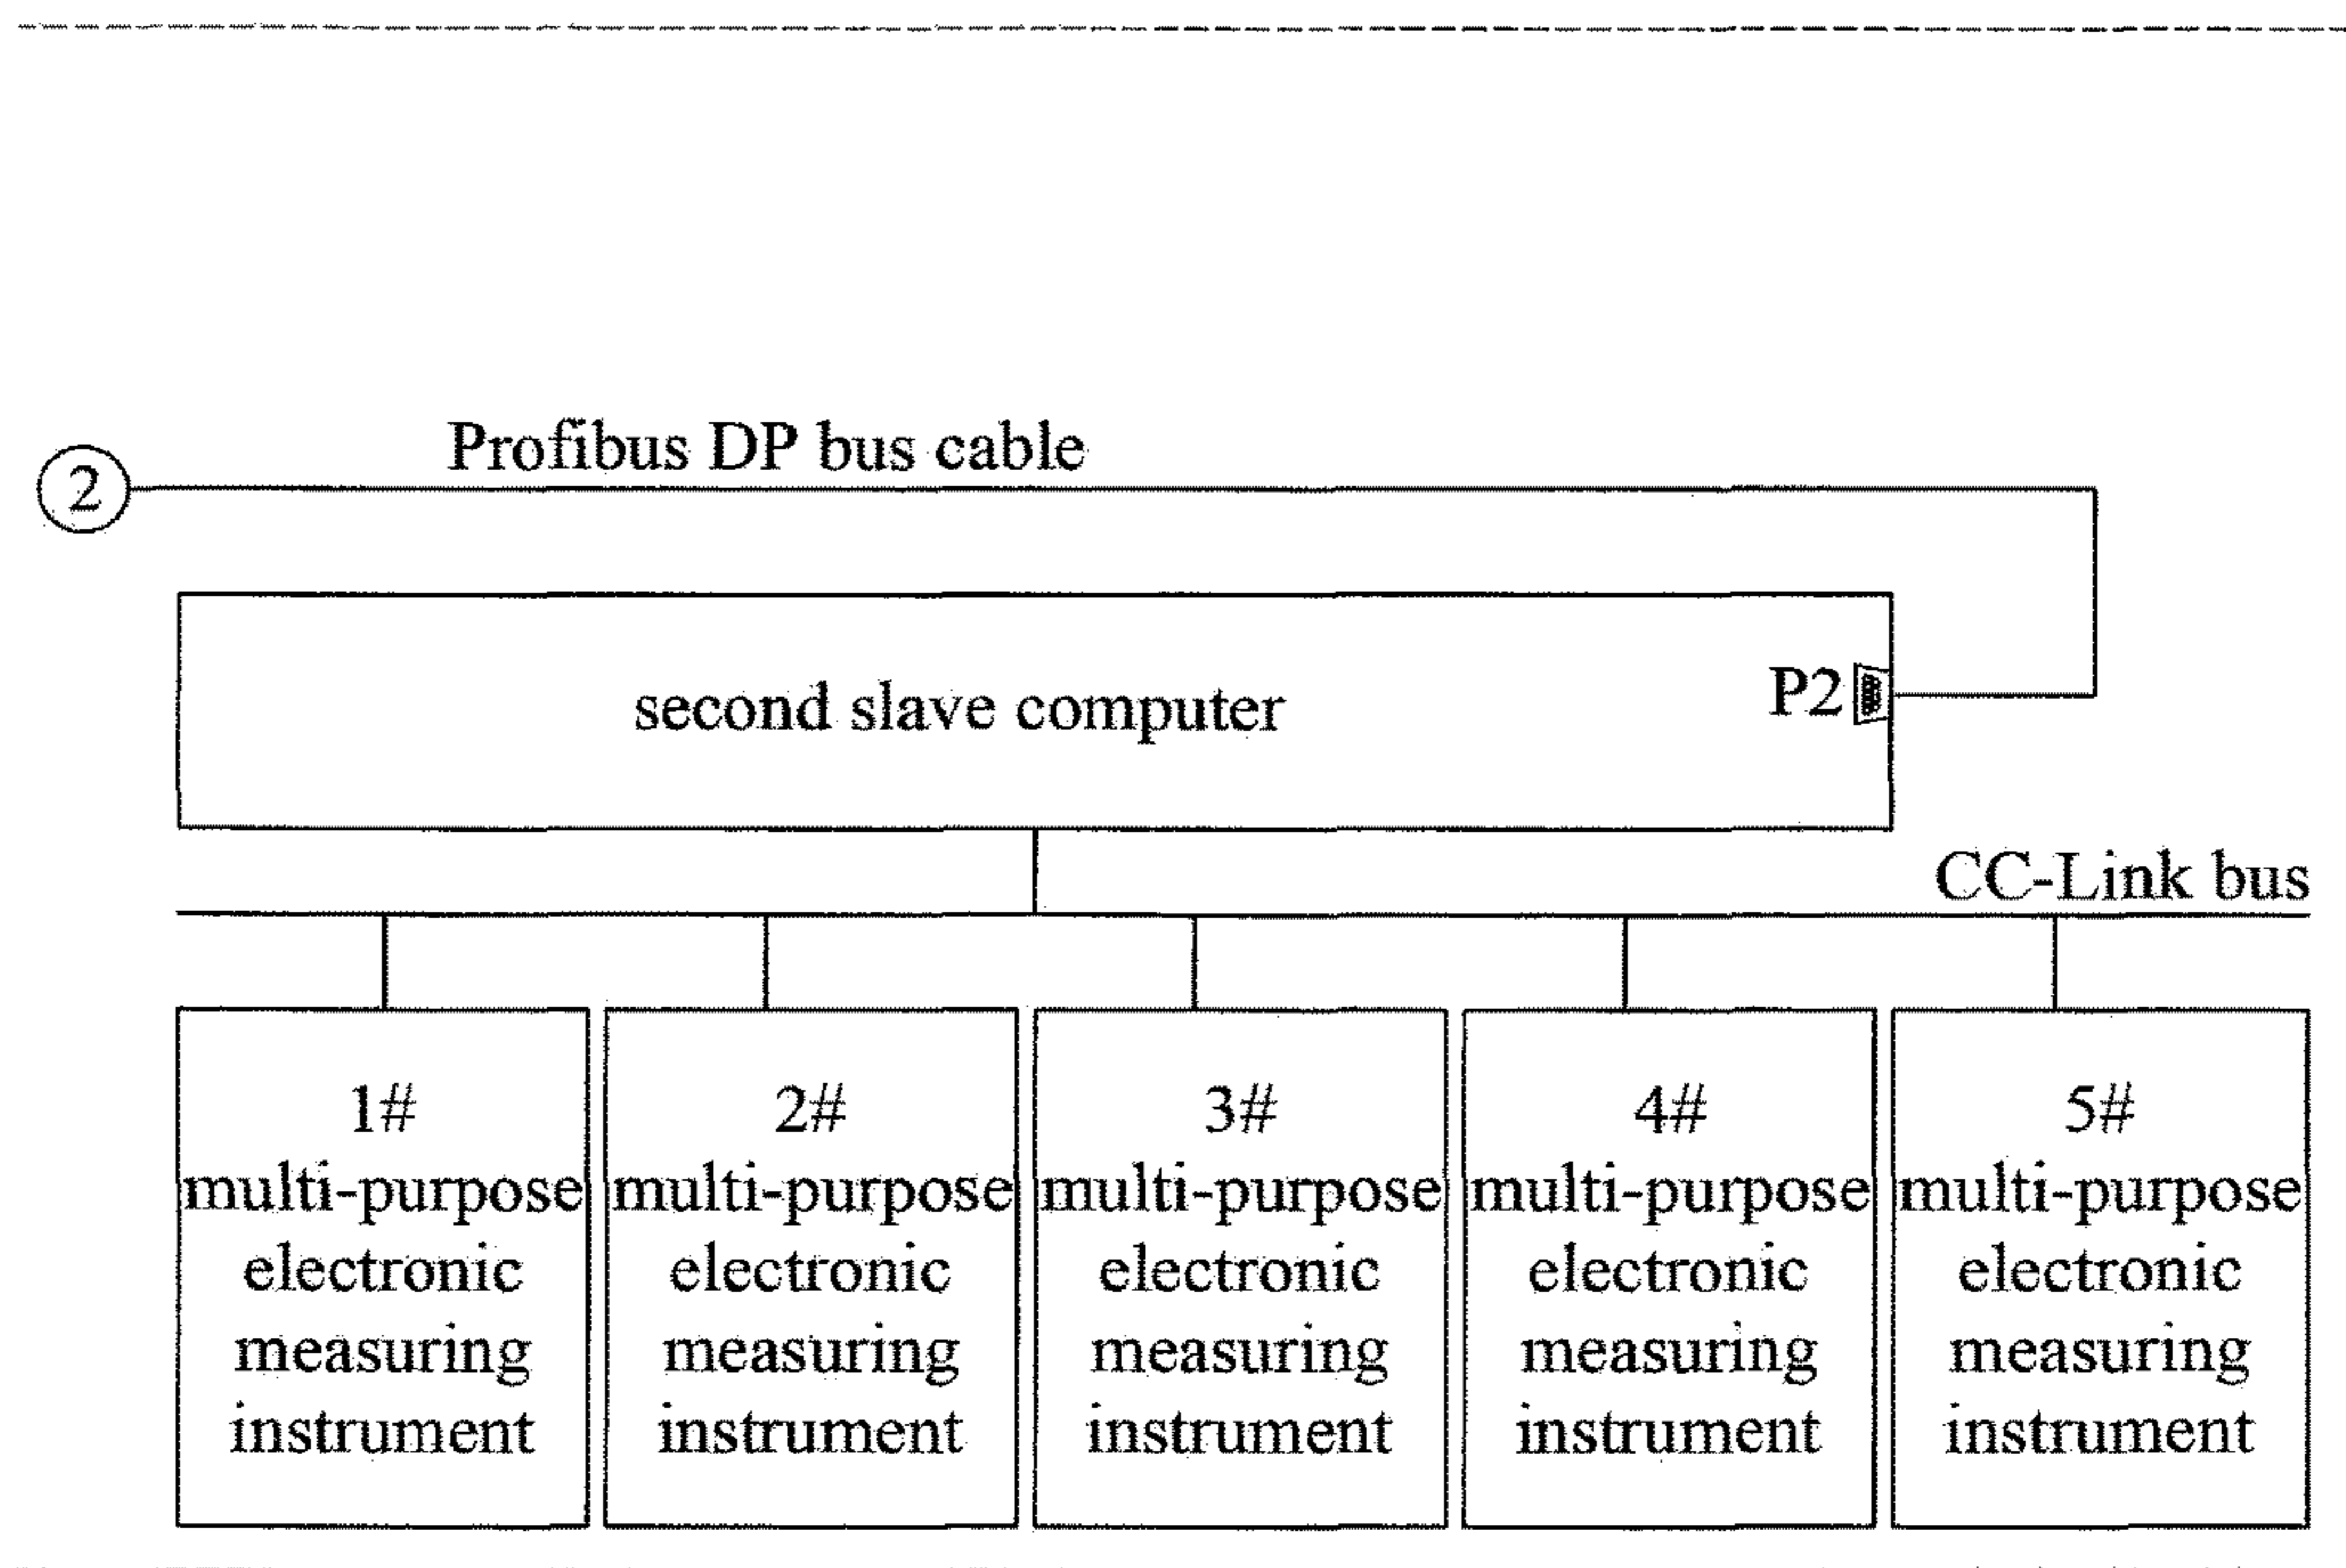 Profibus DP bus cable
2
second slave computer
P2
CC-Link bus
1#
multi-purpose
electronic
measuring
instrument
2#
multi-purpose
electronic
measuring
instrument
3#
multi-purpose
electronic
measuring
instrument
4#
multi-purpose
electronic
measuring
instrument
5#
multi-purpose
electronic
measuring
instrument